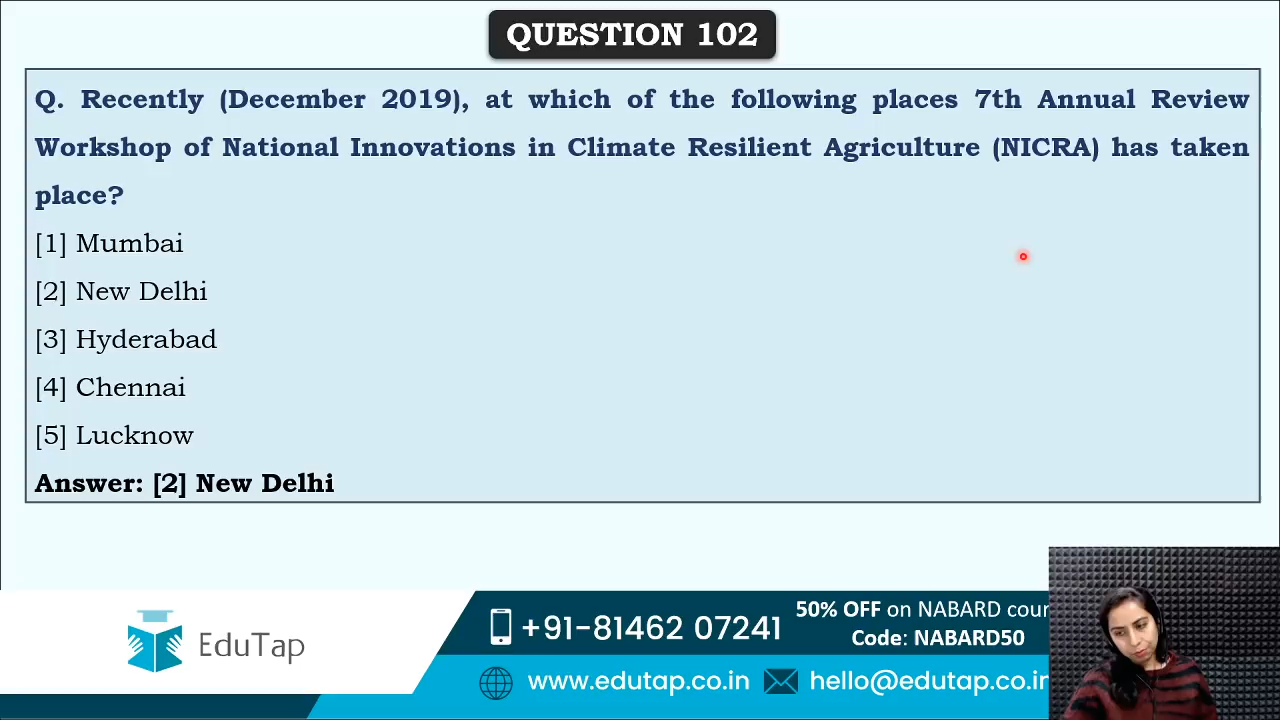 QUESTION 102
Q. Recently (December 2019), at which of the following places 7th Annual Review
Workshop of National Innovations in Climate Resilient Agriculture (NICRA) has taken
place?
[1] Mumbai
[2] New Delhi
[3] Hyderabad
[4] Chennai
[5] Lucknow
Answer: [2] New Delhi
EduTap
+91-81462 07241
50% OFF on NABARD cour
Code: NABARD50
www.edutap.co.in
hello@edutap.co.in